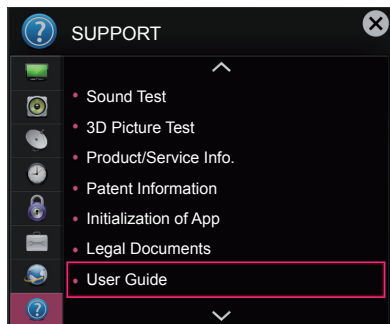 SUPPORT
Sound Test
3D Picture Test
Product/Service Info.
Patent Information
Initialization of App
Legal Documents
User Guide